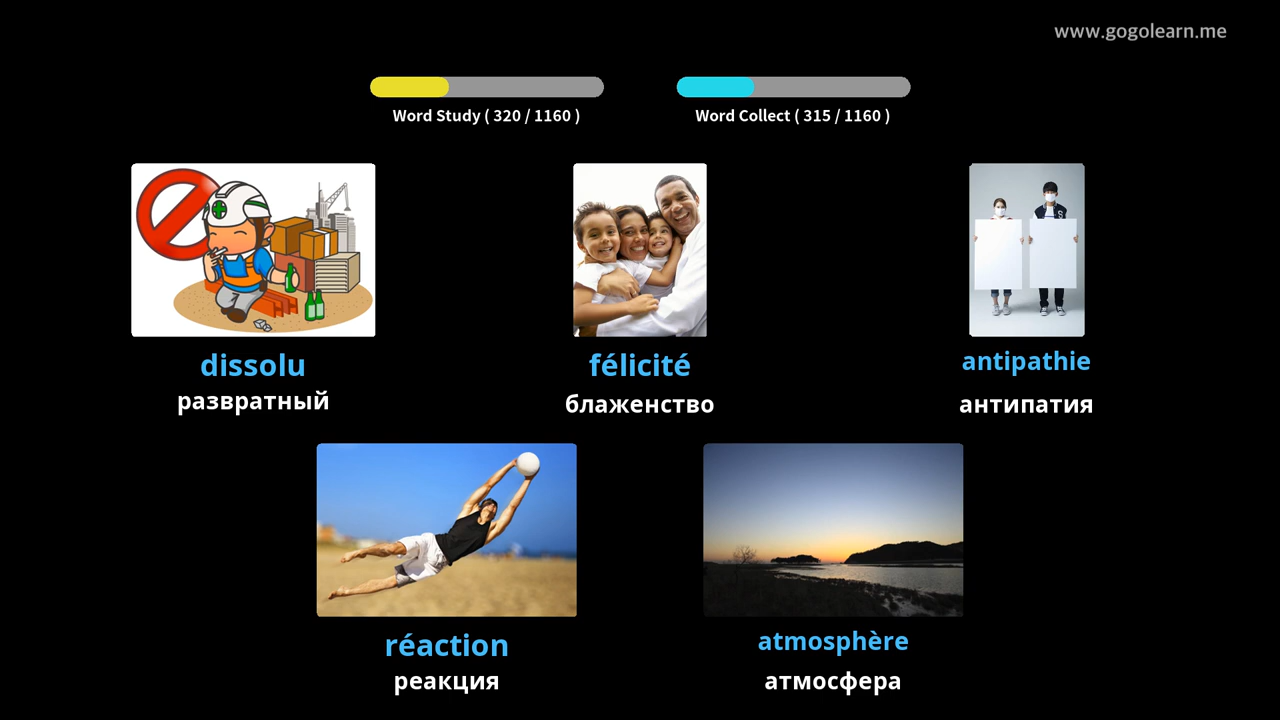 www.gogolearn.me
Word Study ( 320 / 1160 )
Word Collect ( 315 / 1160 )
dissolu
развратный
félicité
блаженство
antipathie
антипатия
réaction
реакция
atmosphère
атмосфера